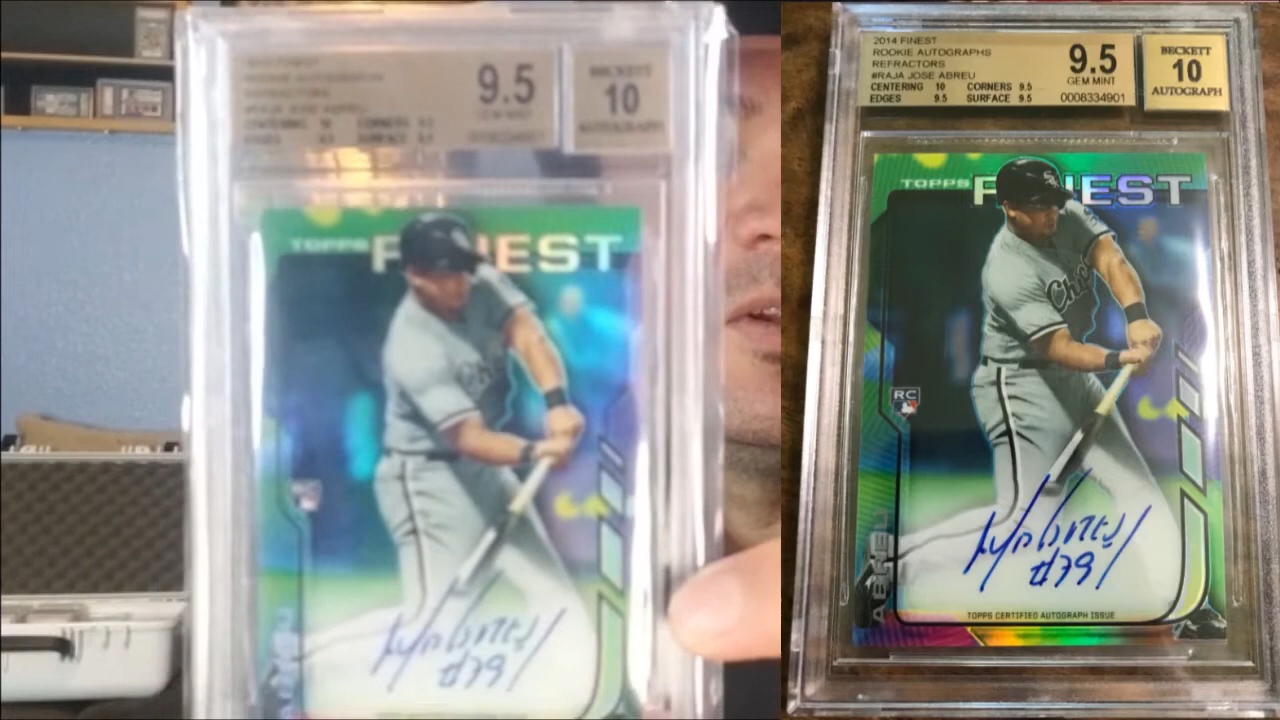 9.5
10
AUTOGRAPH
TOPPS FINEST
#79
2014 FINEST
ROOKIE AUTOGRAPHS
REFRACTORS
#RAJA JOSE ABREU
CENTERING 10 CORNERS 9.5
EDGES 9.5 SURFACE 9.5
9.5
GEM MINT
0008334901
BECKETT
10
AUTOGRAPH
TOPPS FINEST
RC
ABREU
#79
TOPPS CERTIFIED AUTOGRAPH ISSUE